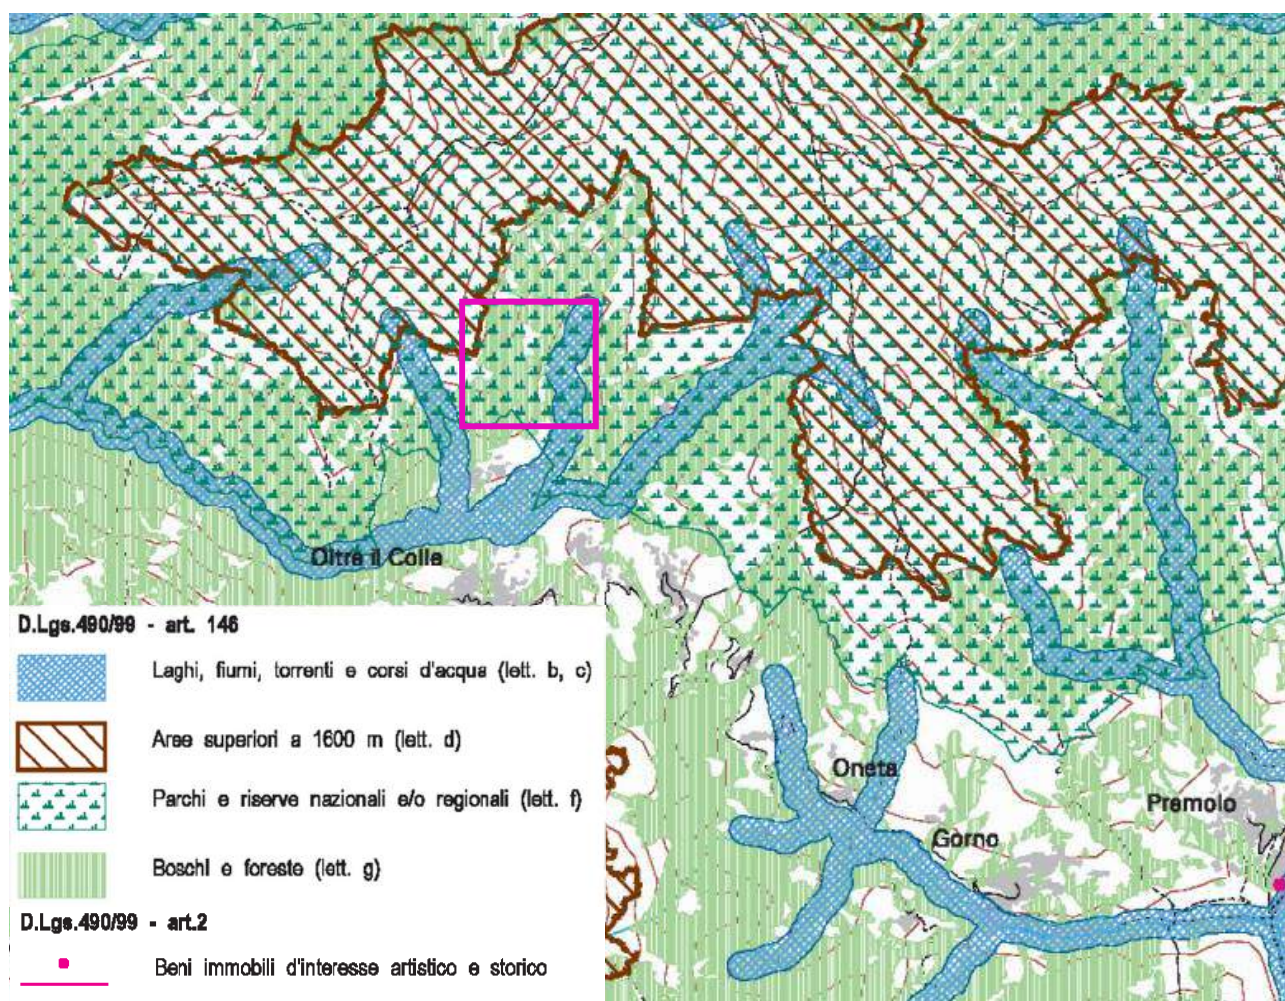 Oltre il Colle
D.Lgs.490/99 - art. 146
Laghi, fiumi, torrenti e corsi d'acqua (lett. b, c)
Aree superiori a 1600 m (lett. d)
Parchi e riserve nazionali e/o regionali (lett. f)
Boschi e foreste (lett. g)
D.Lgs.490/99 - art.2
Beni immobili d'interesse artistico e storico
Oneta
Premolo
Gorno